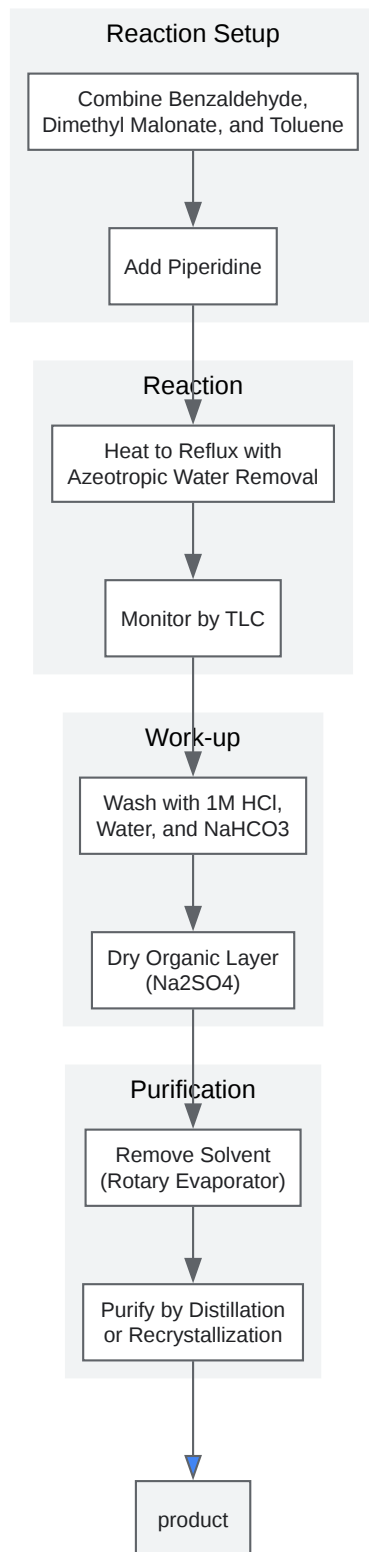 Reaction Setup
Combine Benzaldehyde,
Dimethyl Malonate, and Toluene
Add Piperidine
Reaction
Heat to Reflux with
Azeotropic Water Removal
Monitor by TLC
Work-up
Wash with 1M HCl,
Water, and NaHCO3
Dry Organic Layer
(Na2SO4)
Purification
Remove Solvent
(Rotary Evaporator)
Purify by Distillation
or Recrystallization
product